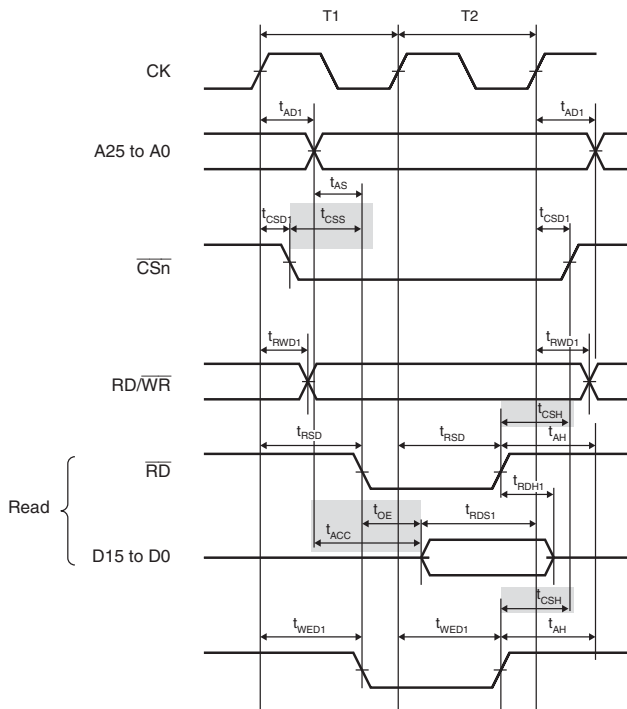 T1 T2
CK
tAD1 tAD1
A25 to A0
tAS
tCSD1 tCSS tCSD1
CSn
tRWD1 tRWD1
RD/WR
tCSH
tRSD tRSD tAH
RD
tRDH1
Read
tOE tRDS1
tACC
D15 to D0
tCSH
tWED1 tWED1 tAH